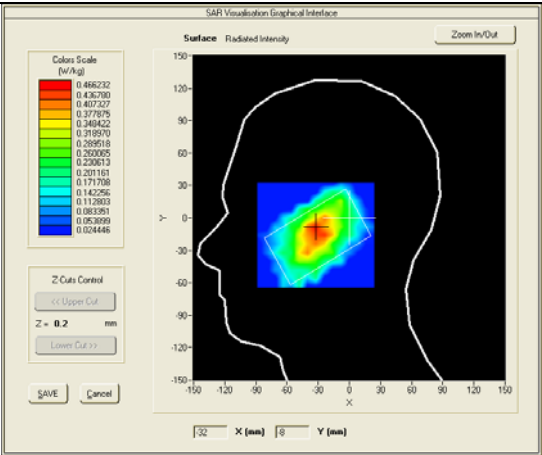 SAR Visualisation Graphical Interface
Surface Radiated Intensity
Zoom In/Out
Colors Scale
(W/kg)
0.466232
0.436780
0.407327
0.377875
0.348422
0.318970
0.289518
0.260065
0.230613
0.201161
0.171708
0.142256
0.112803
0.083351
0.053899
0.024446
150
120
90
60
30
0
-30
-60
-90
-120
-150
Y
-150 -120 -90 -60 -30 0 30 60 90 120 150
X
Z-Cuts Control
<< Upper Cut
Z = 0.2 mm
Lower Cut >>
SAVE Cancel
-32 X (mm) -8 Y (mm)